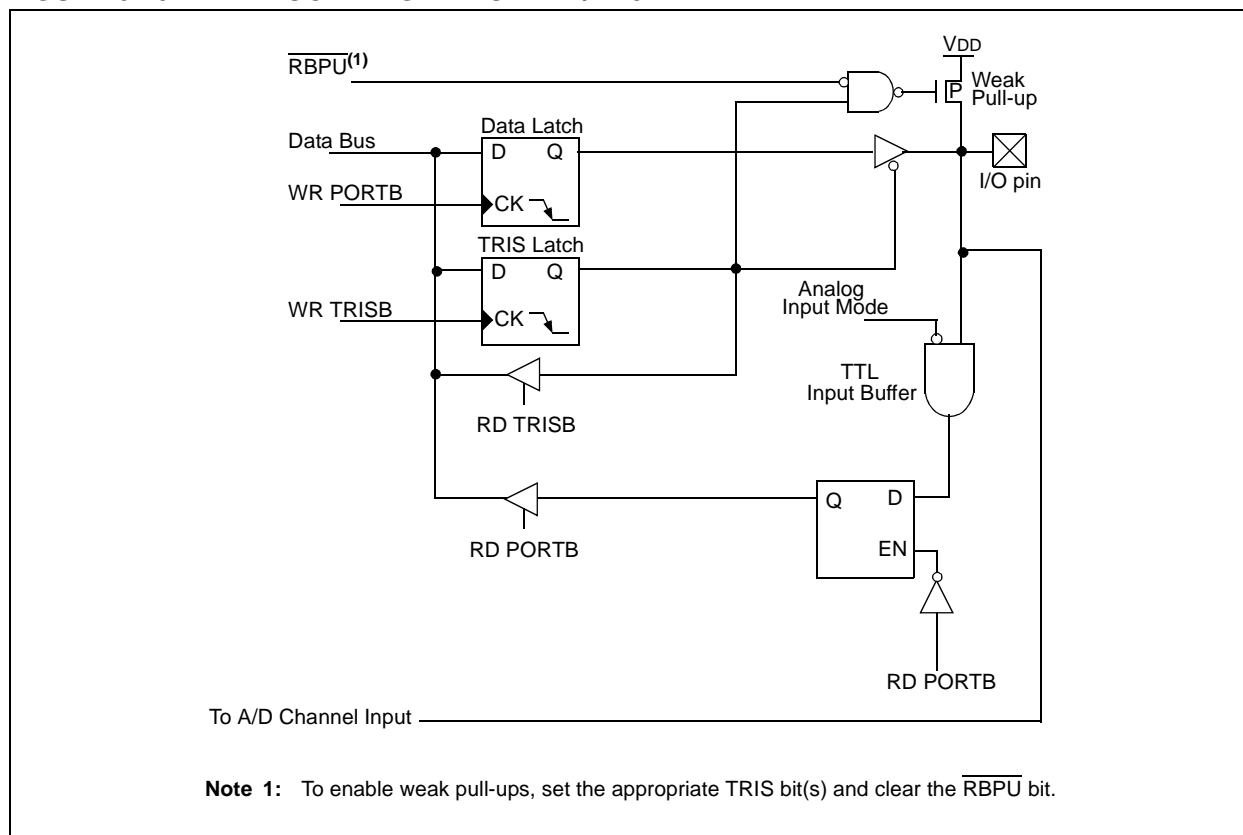 VDD
RBPU(1)
Weak
Pull-up
P
Data Latch
Data Bus
D Q
I/O pin
WR PORTB
CK
TRIS Latch
D Q
Analog
Input Mode
WR TRISB
CK
TTL
Input Buffer
RD TRISB
Q D
RD PORTB
EN
RD PORTB
To A/D Channel Input
Note 1: To enable weak pull-ups, set the appropriate TRIS bit(s) and clear the RBPU bit.